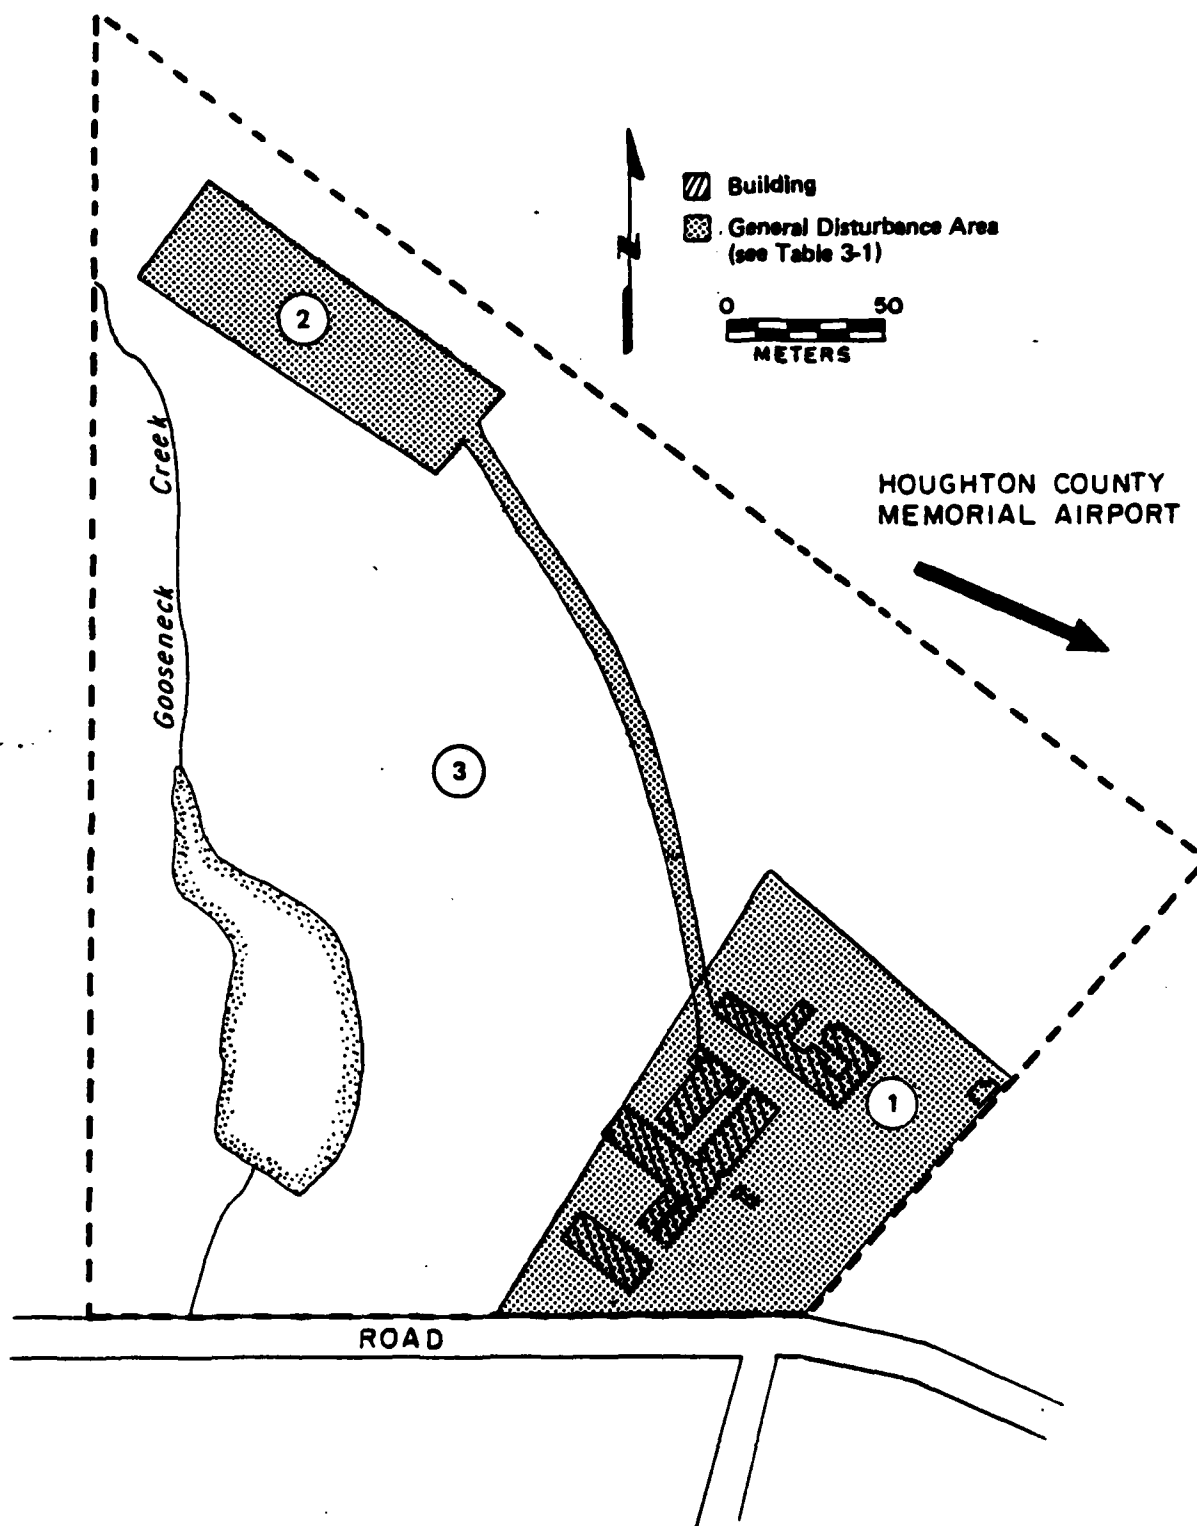 Building
General Disturbance Area
(see Table 3-1)
0 50
METERS
N
2
Gooseneck Creek
HOUGHTON COUNTY
MEMORIAL AIRPORT
3
1
ROAD